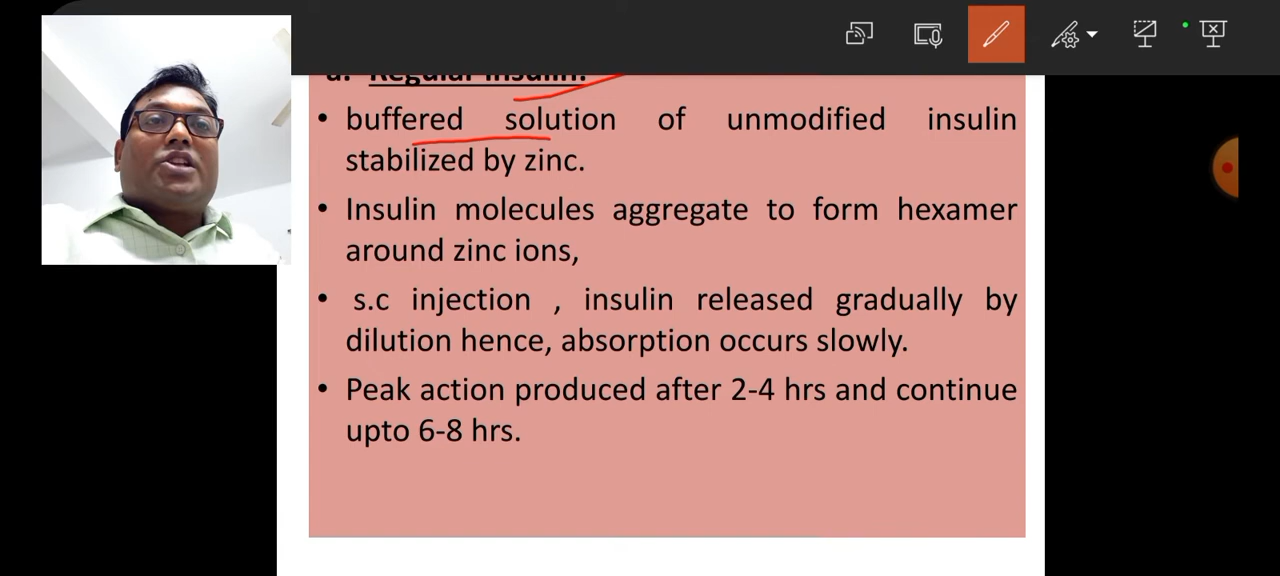 a. Regular insulin:
• buffered solution of unmodified insulin
stabilized by zinc.
• Insulin molecules aggregate to form hexamer
around zinc ions,
• s.c injection , insulin released gradually by
dilution hence, absorption occurs slowly.
• Peak action produced after 2-4 hrs and continue
upto 6-8 hrs.